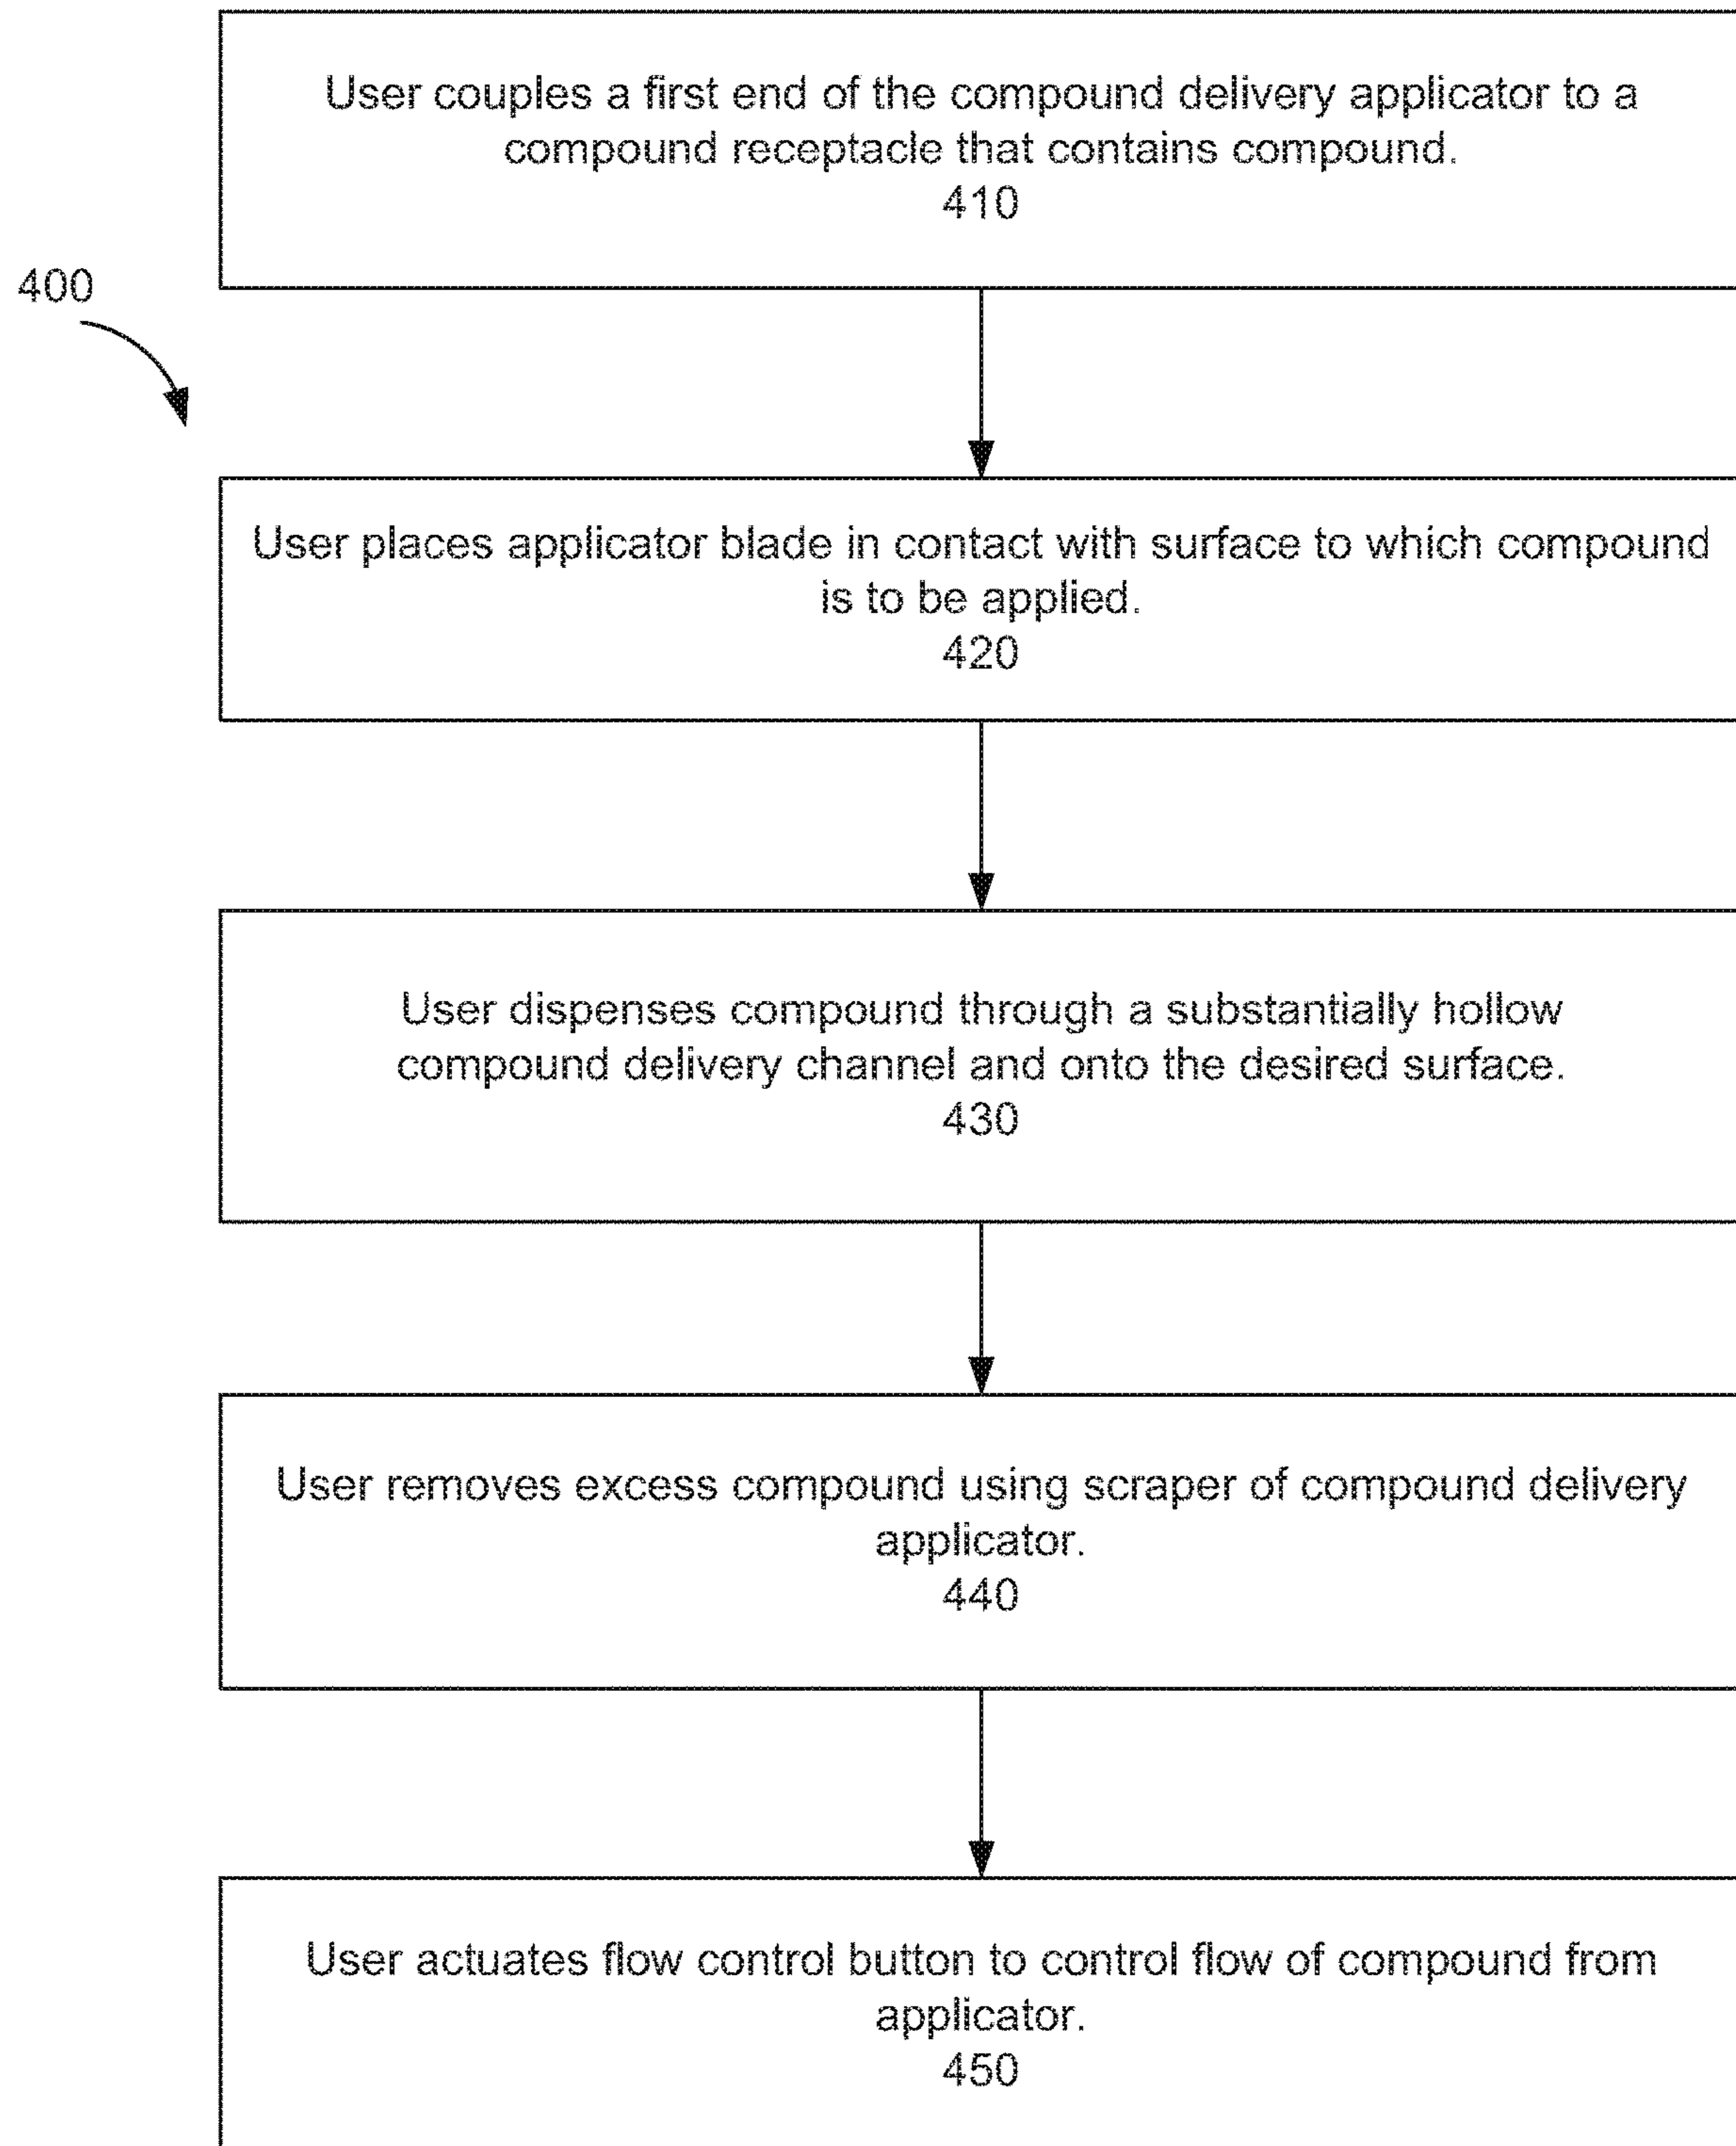 User couples a first end of the compound delivery applicator to a
compound receptacle that contains compound.
410
400
User places applicator blade in contact with surface to which compound
is to be applied.
420
User dispenses compound through a substantially hollow
compound delivery channel and onto the desired surface.
430
User removes excess compound using scraper of compound delivery
applicator.
440
User actuates flow control button to control flow of compound from
applicator.
450